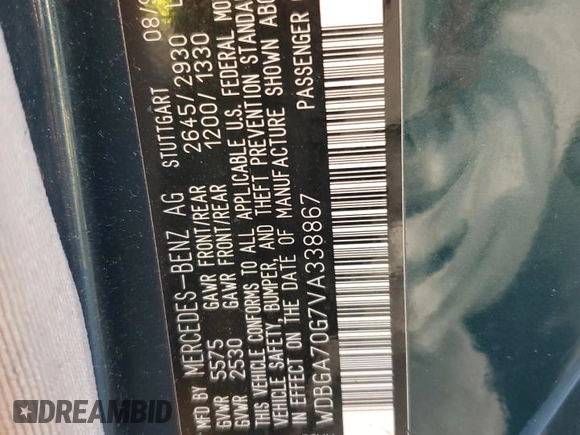 MFD BY MERCEDES-BENZ AG STUTTGART 08/
GVWR 5575 GAWR FRONT/REAR 2645/2930
GVWR 2530 GAWR FRONT/REAR 1200/1330
THIS VEHICLE CONFORMS TO ALL APPLICABLE U.S. FEDERAL MO
VEHICLE SAFETY, BUMPER, AND THEFT PREVENTION STANDA
IN EFFECT ON THE DATE OF MANUFACTURE SHOWN ABOV
WDBGA70G7VA338867 PASSENGER
DREAMBID